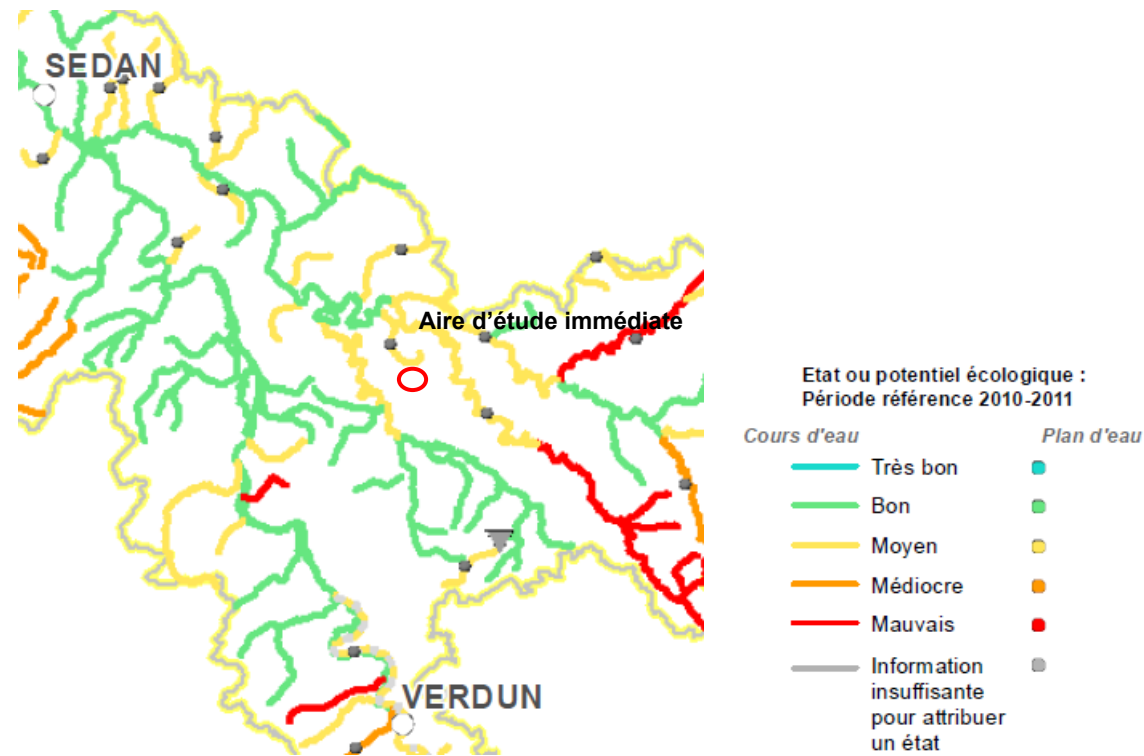 SEDAN
Aire d'étude immédiate
VERDUN
Etat ou potentiel écologique :
Période référence 2010-2011
Cours d'eau Plan d'eau
Très bon
Bon
Moyen
Médiocre
Mauvais
Information
insuffisante
pour attribuer
un état